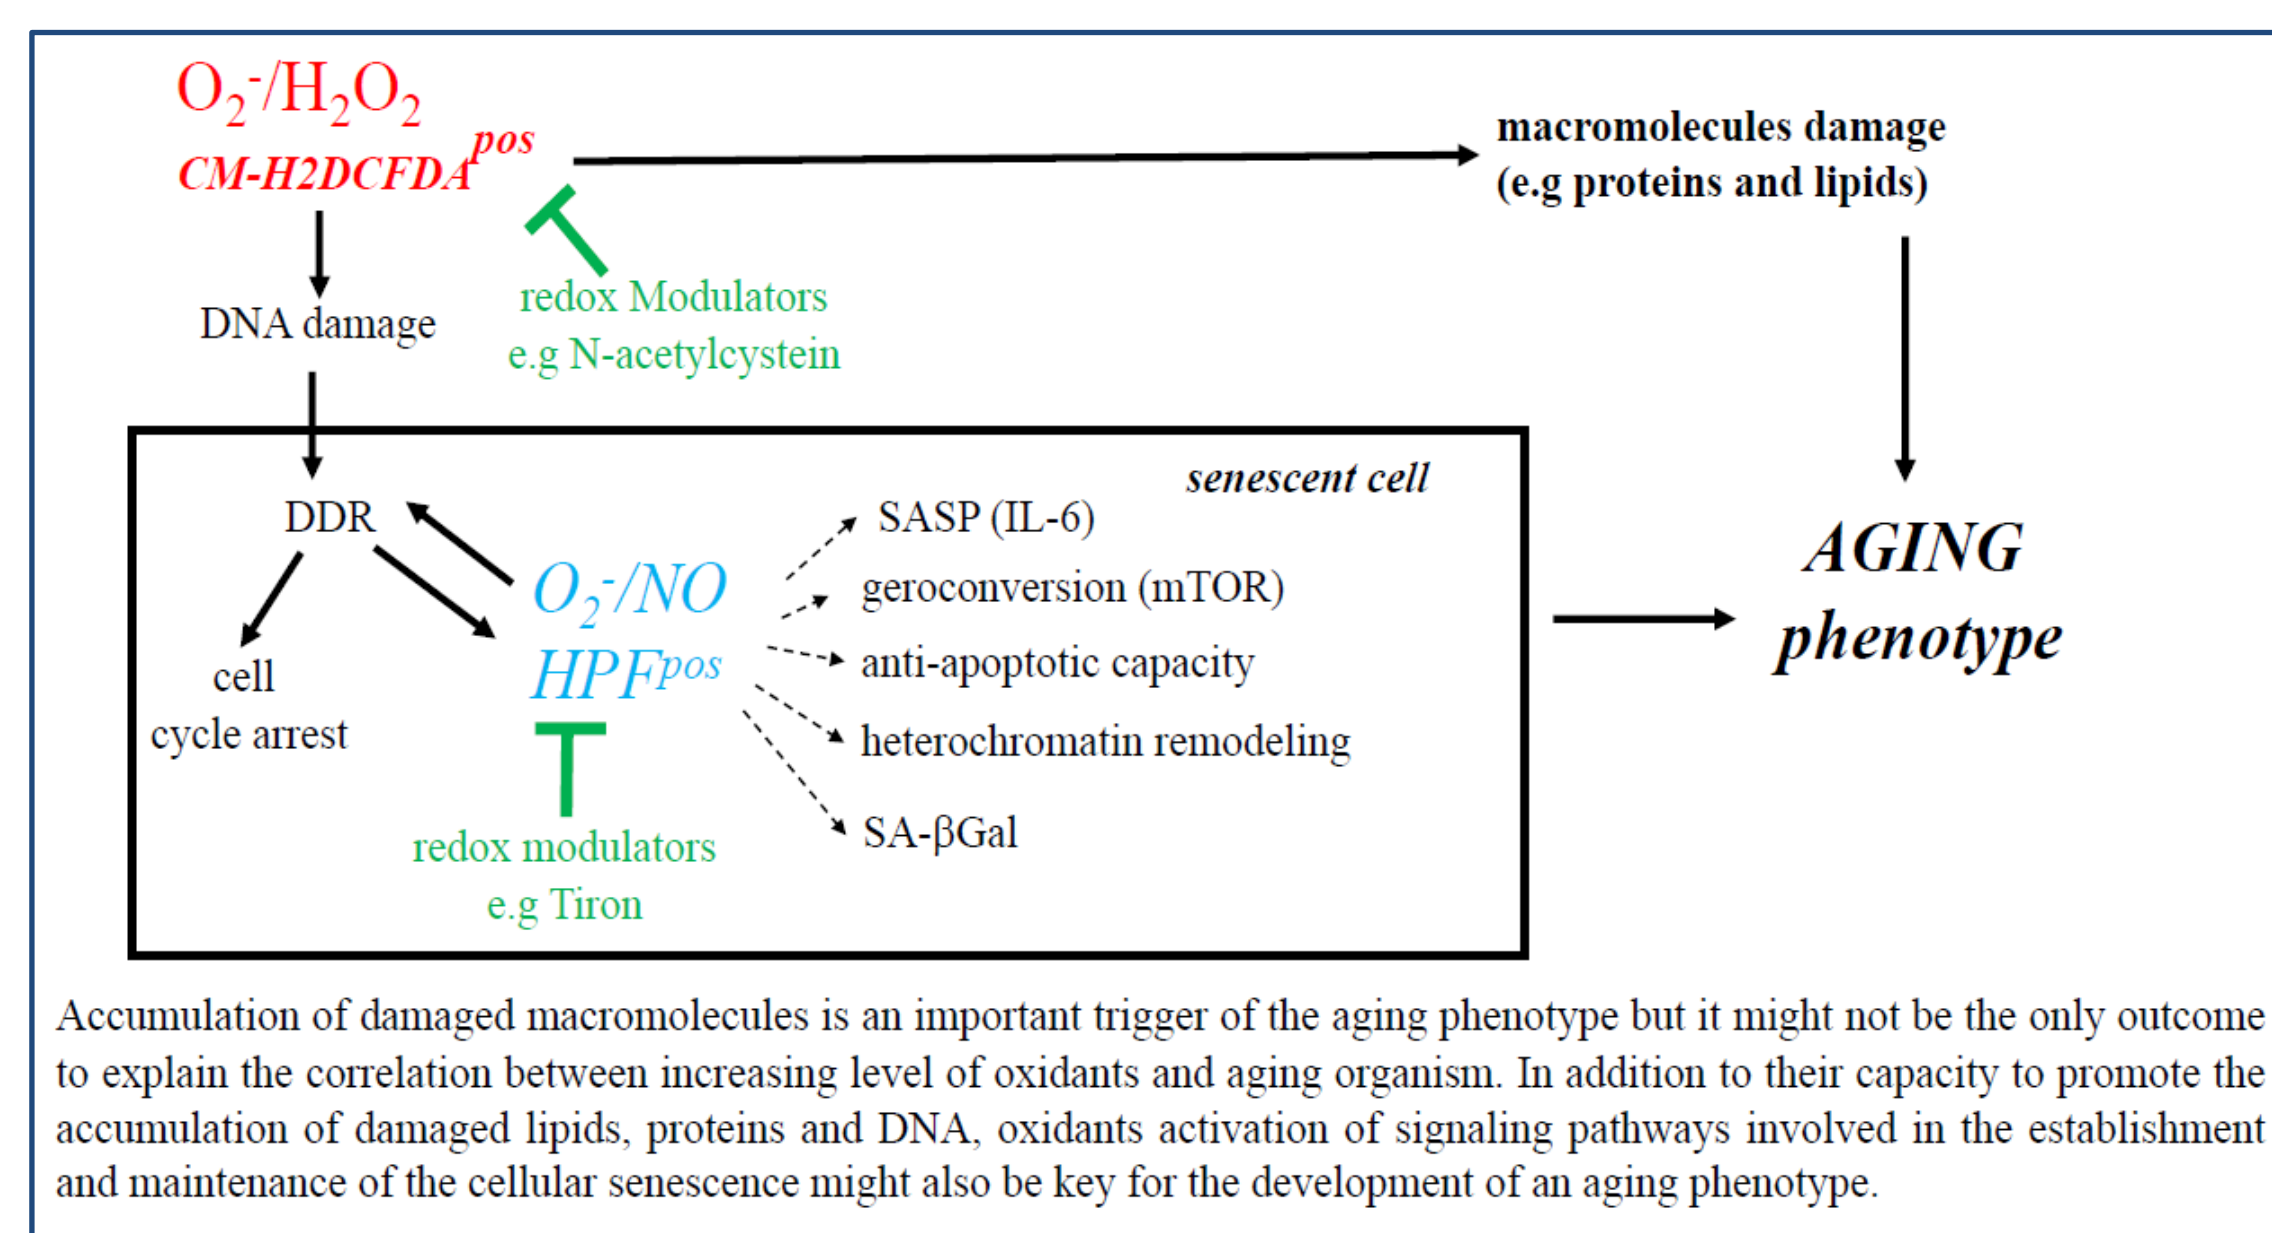 O₂⁻/H₂O₂
CM-H2DCFDA^pos
macromolecules damage
(e.g proteins and lipids)
redox Modulators
e.g N-acetylcystein
DNA damage
senescent cell
DDR
SASP (IL-6)
geroconversion (mTOR)
anti-apoptotic capacity
heterochromatin remodeling
SA-βGal
O₂⁻/NO
HPF^pos
cell
cycle arrest
redox modulators
e.g Tiron
AGING
phenotype
Accumulation of damaged macromolecules is an important trigger of the aging phenotype but it might not be the only outcome
to explain the correlation between increasing level of oxidants and aging organism. In addition to their capacity to promote the
accumulation of damaged lipids, proteins and DNA, oxidants activation of signaling pathways involved in the establishment
and maintenance of the cellular senescence might also be key for the development of an aging phenotype.